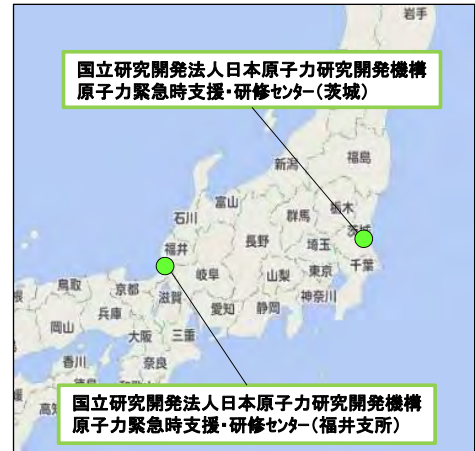 岩手
国立研究開発法人日本原子力研究開発機構
原子力緊急時支援・研修センター(茨城)
新潟
福島
富山
石川
栃木
群馬
茨城
福井
長野
埼玉
岐阜
山梨
東京
千葉
鳥取
京都
滋賀
神奈川
兵庫
愛知
静岡
岡山
大阪
三重
香川
奈良
国立研究開発法人日本原子力研究開発機構
原子力緊急時支援・研修センター(福井支所)